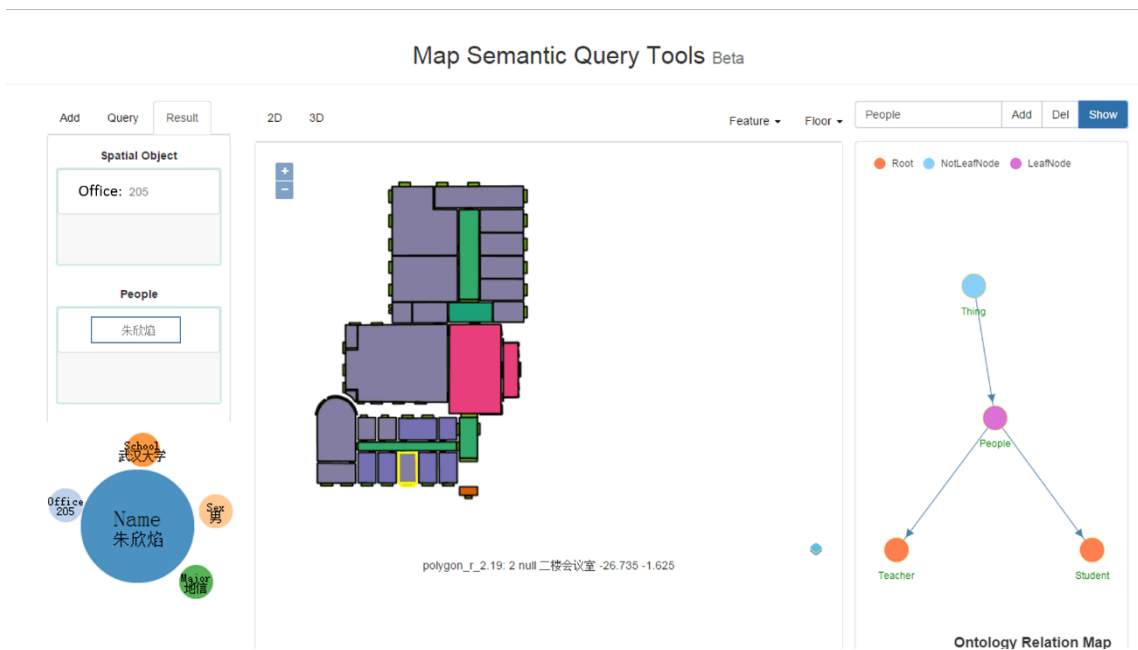 Map Semantic Query Tools Beta
Add Query Result
2D 3D
Feature Floor
People Add Del Show
Spatial Object
Office: 205
People
朱欣焰
School
武汉大学
Office
205
Name
朱欣焰
Sex
男
Major
地信
+
−
polygon_r_2.19: 2 null 二楼会议室 -26.735 -1.625
Root NotLeafNode LeafNode
Thing
People
Teacher Student
Ontology Relation Map